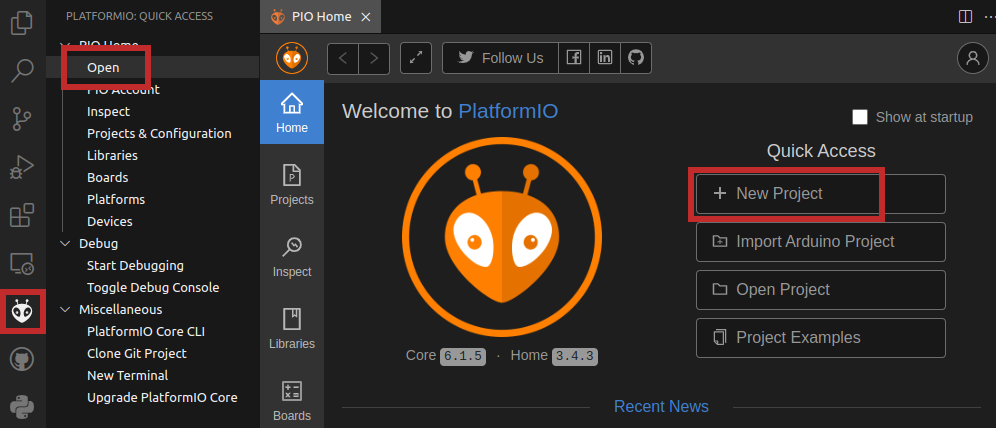 PLATFORMIO: QUICK ACCESS
PIO Home
Open
PIO Account
Inspect
Projects & Configuration
Libraries
Boards
Platforms
Devices
Debug
Start Debugging
Toggle Debug Console
Miscellaneous
PlatformIO Core CLI
Clone Git Project
New Terminal
Upgrade PlatformIO Core
PIO Home
Follow Us
Home
Projects
Inspect
Libraries
Boards
Welcome to PlatformIO
Show at startup
Quick Access
New Project
Import Arduino Project
Open Project
Project Examples
Core 6.1.5 · Home 3.4.3
Recent News